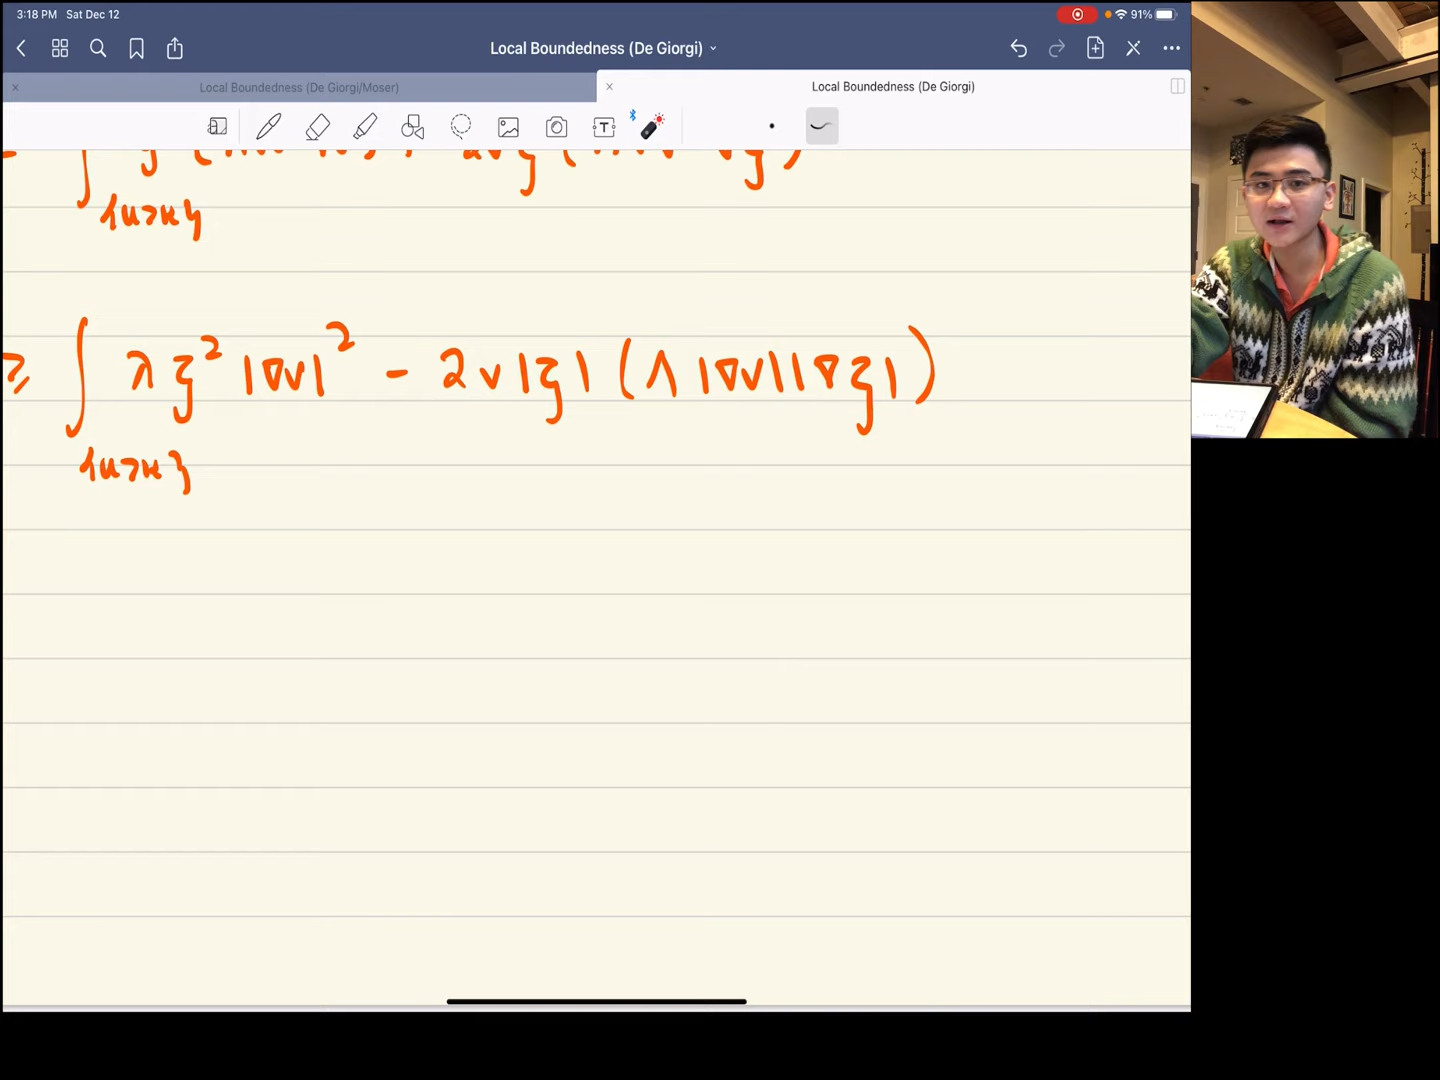 3:18 PM Sat Dec 12
91%
Local Boundedness (De Giorgi)
Local Boundedness (De Giorgi/Moser)
Local Boundedness (De Giorgi)
T
{u>k}
≥ ∫ λ ξ² |∇v|² - 2v|ξ| (Λ |∇v||∇ξ|)
{u>k}